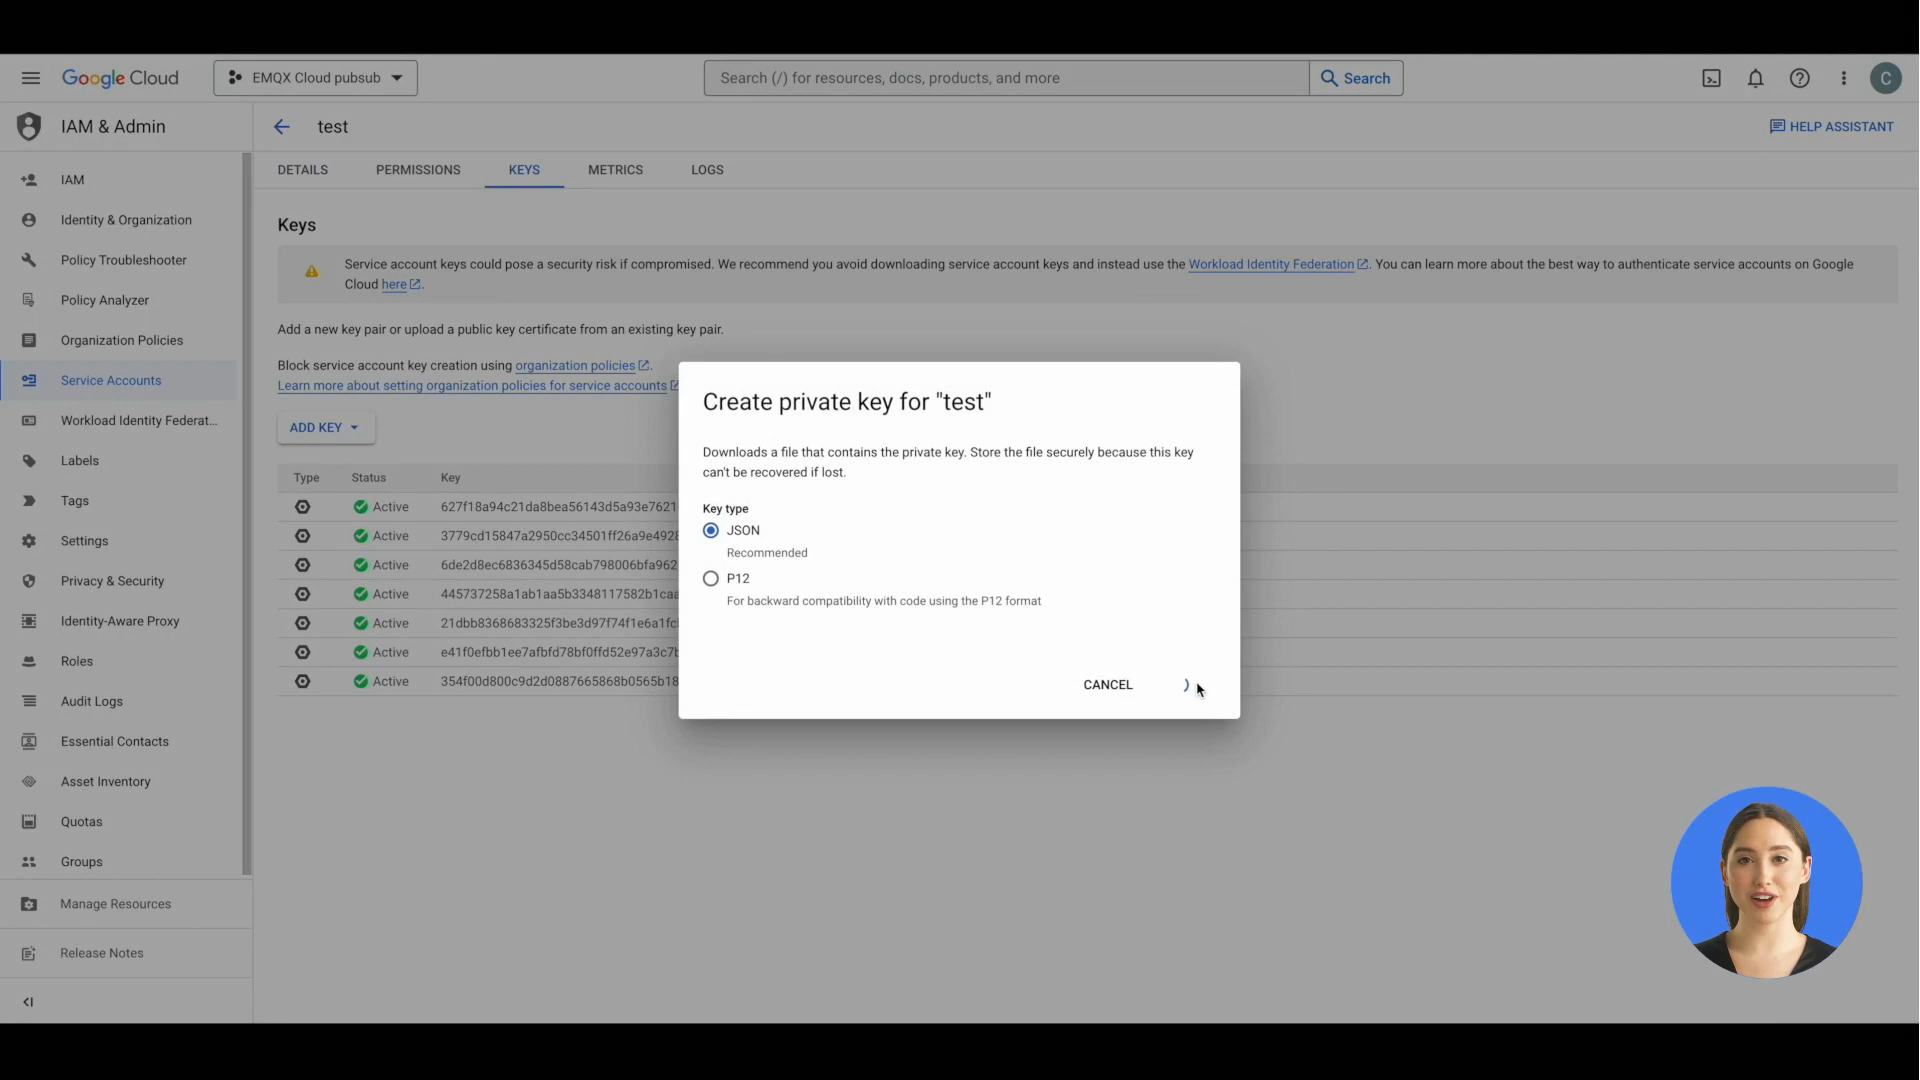 Google Cloud
EMQX Cloud pubsub
Search (/) for resources, docs, products, and more
Search
C
IAM & Admin
test
HELP ASSISTANT
DETAILS
PERMISSIONS
KEYS
METRICS
LOGS
IAM
Identity & Organization
Policy Troubleshooter
Policy Analyzer
Organization Policies
Service Accounts
Workload Identity Federat...
Labels
Tags
Settings
Privacy & Security
Identity-Aware Proxy
Roles
Audit Logs
Essential Contacts
Asset Inventory
Quotas
Groups
Manage Resources
Release Notes
Keys
Service account keys could pose a security risk if compromised. We recommend you avoid downloading service account keys and instead use the Workload Identity Federation. You can learn more about the best way to authenticate service accounts on Google
Cloud here.
Add a new key pair or upload a public key certificate from an existing key pair.
Block service account key creation using organization policies.
Learn more about setting organization policies for service accounts
ADD KEY
Type Status Key
Active 627f18a94c21da8bea56143d5a93e7621
Active 3779cd15847a2950cc34501ff26a9e4928
Active 6de2d8ec6836345d58cab798006bfa962
Active 445737258a1ab1aa5b3348117582b1caa
Active 21dbb8368683325f3be3d97f74f1e6a1fc
Active e41f0efbb1ee7afbfd78bf0ffd52e97a3c7b
Active 354f00d800c9d2d0887665868b0565b18
Create private key for "test"
Downloads a file that contains the private key. Store the file securely because this key
can't be recovered if lost.
Key type
JSON
Recommended
P12
For backward compatibility with code using the P12 format
CANCEL